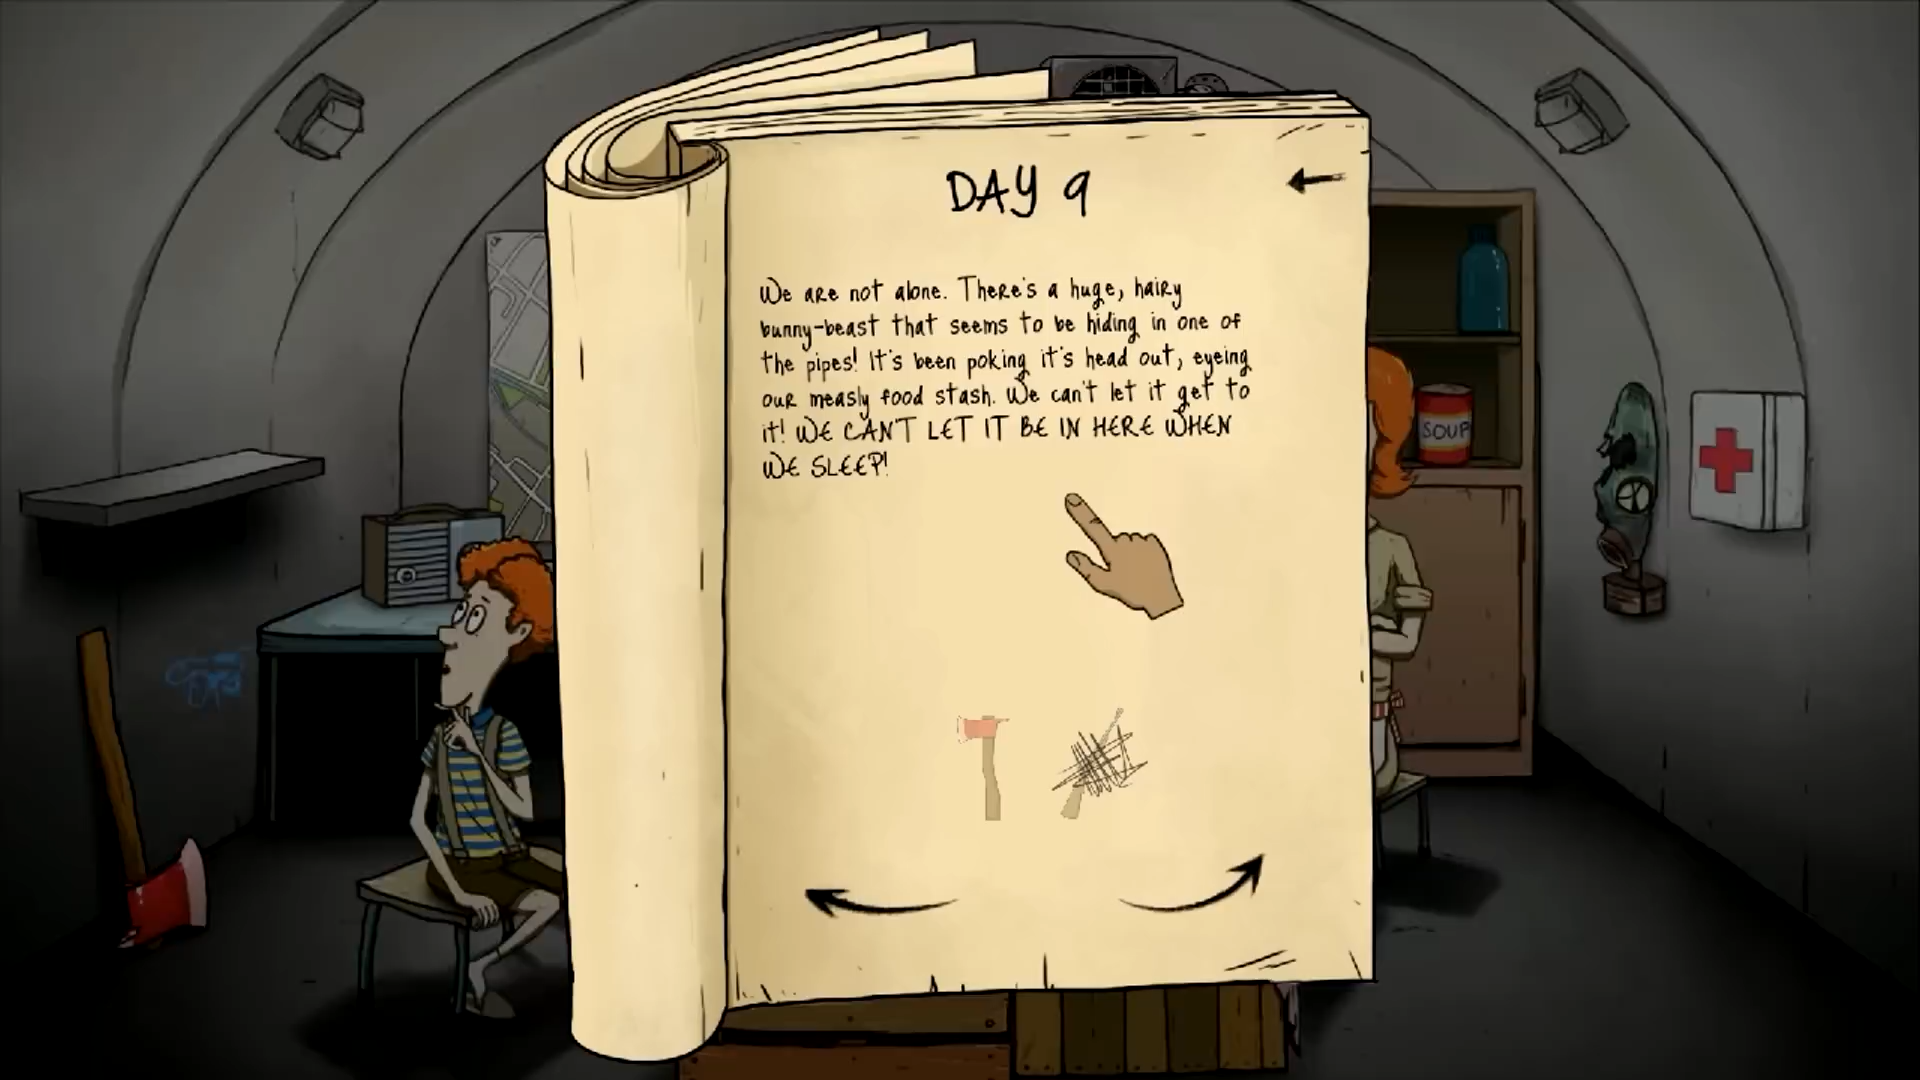 DAY 9
We are not alone. There's a huge, hairy
bunny-beast that seems to be hiding in one of
the pipes! It's been poking it's head out, eyeing
our measly food stash. We can't let it get to
it! WE CAN'T LET IT BE IN HERE WHEN
WE SLEEP!
SOUP